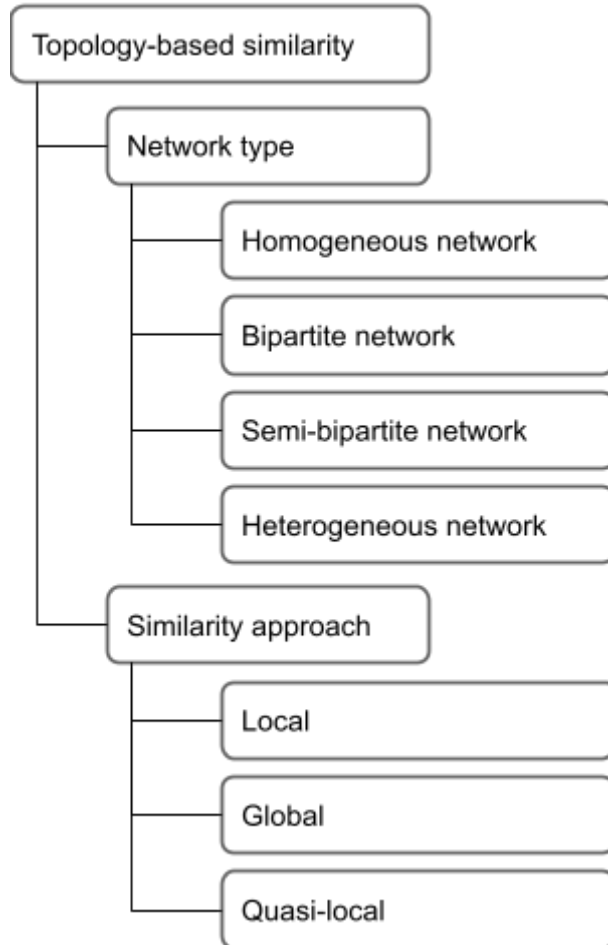 Topology-based similarity
Network type
Homogeneous network
Bipartite network
Semi-bipartite network
Heterogeneous network
Similarity approach
Local
Global
Quasi-local